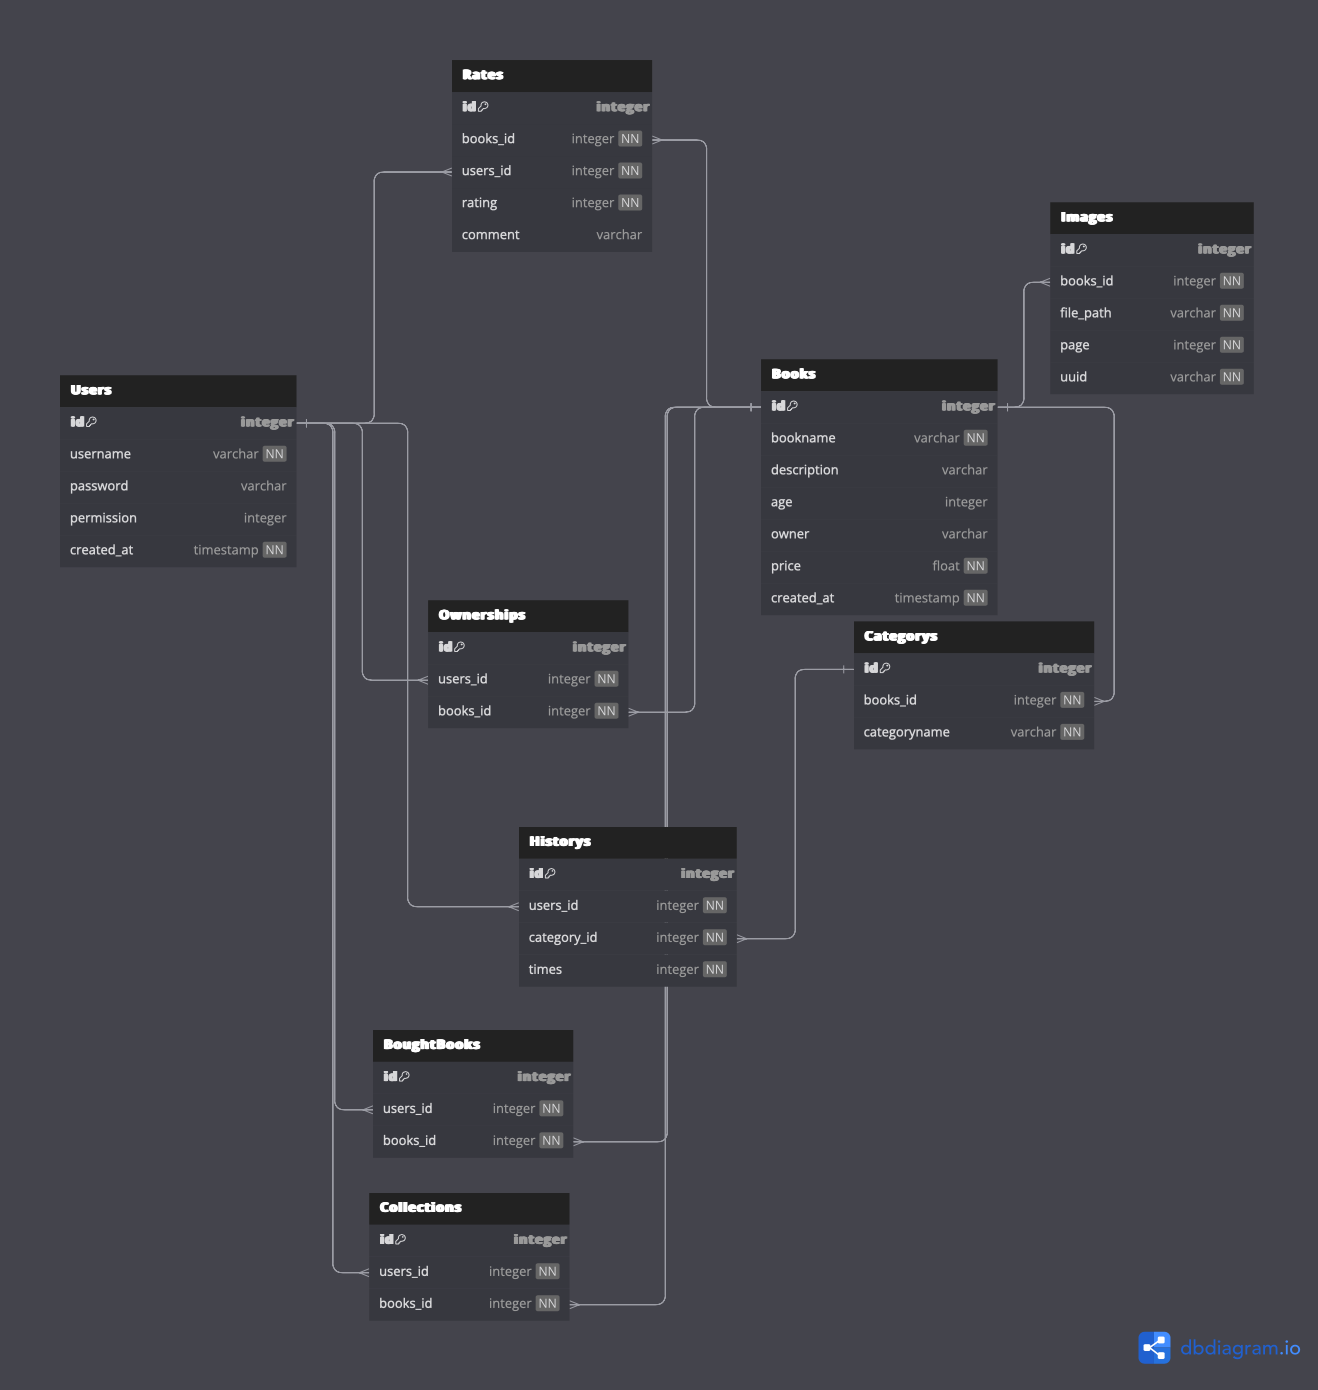 Rates
id integer
books_id integer NN
users_id integer NN
rating integer NN
comment varchar
Images
id integer
books_id integer NN
file_path varchar NN
page integer NN
uuid varchar NN
Users
id integer
username varchar NN
password varchar
permission integer
created_at timestamp NN
Books
id integer
bookname varchar NN
description varchar
age integer
owner varchar
price float NN
created_at timestamp NN
Ownerships
id integer
users_id integer NN
books_id integer NN
Categorys
id integer
books_id integer NN
categoryname varchar NN
Historys
id integer
users_id integer NN
category_id integer NN
times integer NN
BoughtBooks
id integer
users_id integer NN
books_id integer NN
Collections
id integer
users_id integer NN
books_id integer NN
dbdiagram.io